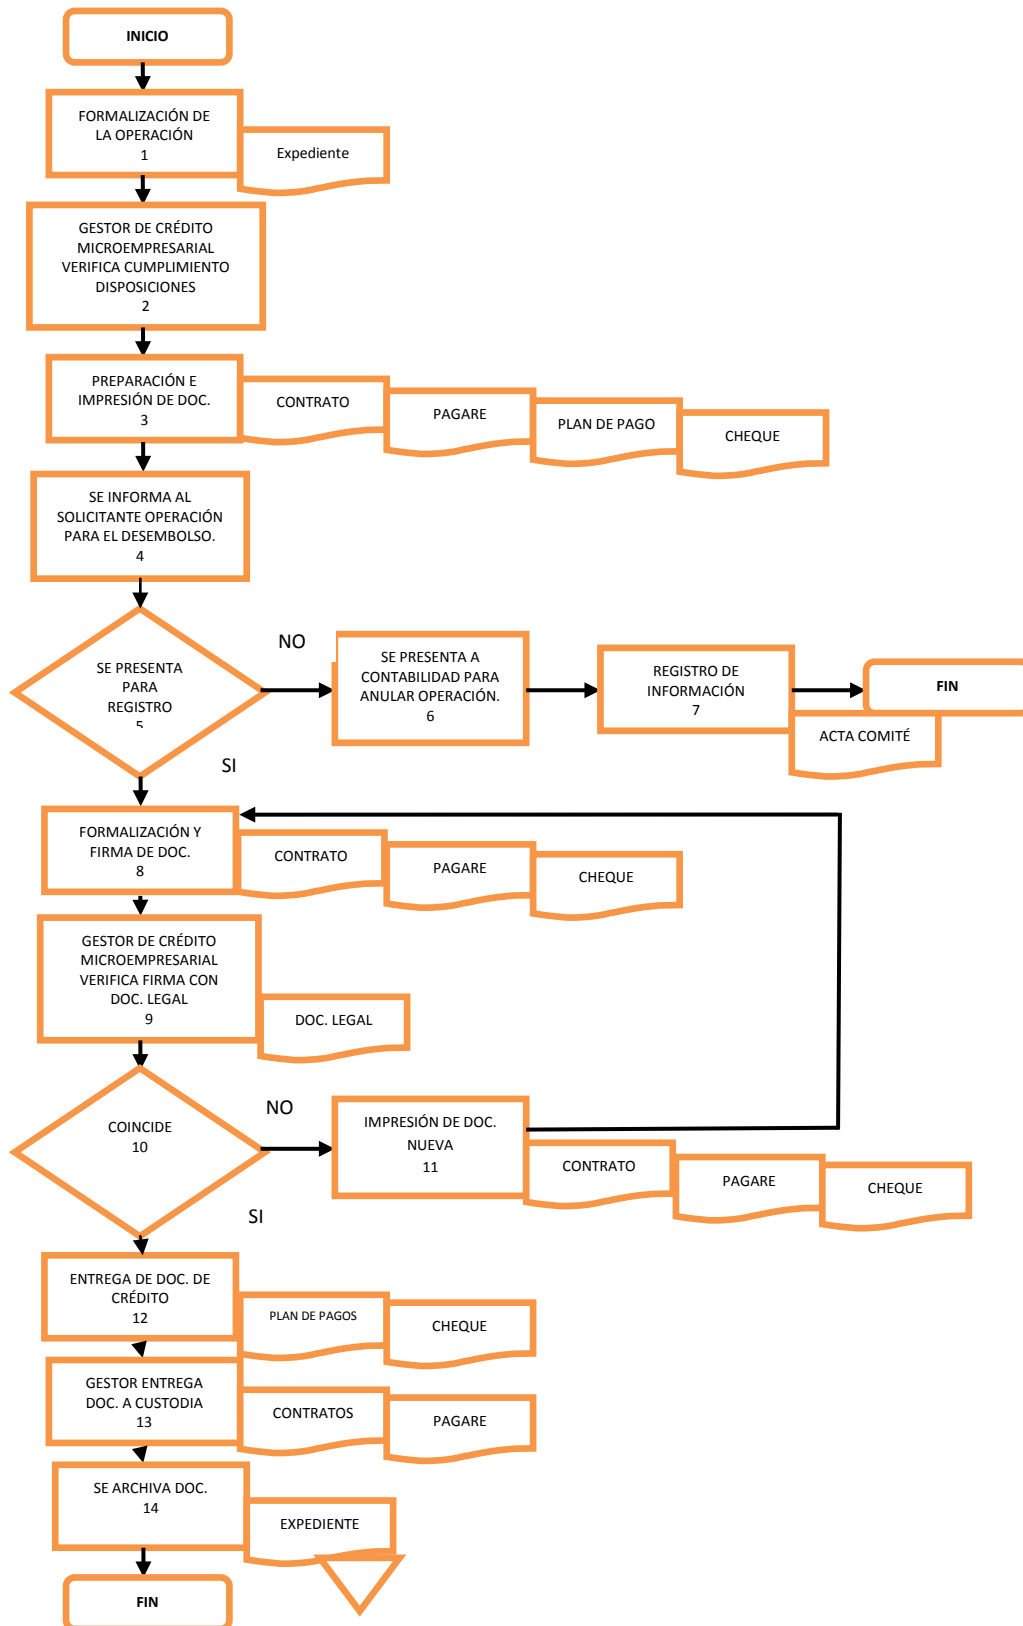 INICIO
FORMALIZACIÓN DE
LA OPERACIÓN
1
Expediente
GESTOR DE CRÉDITO
MICROEMPRESARIAL
VERIFICA CUMPLIMIENTO
DISPOSICIONES
2
PREPARACIÓN E
IMPRESIÓN DE DOC.
3
CONTRATO
PAGARE
PLAN DE PAGO
CHEQUE
SE INFORMA AL
SOLICITANTE OPERACIÓN
PARA EL DESEMBOLSO.
4
SE PRESENTA
PARA
REGISTRO
5
NO
SE PRESENTA A
CONTABILIDAD PARA
ANULAR OPERACIÓN.
6
REGISTRO DE
INFORMACIÓN
7
FIN
ACTA COMITÉ
SI
FORMALIZACIÓN Y
FIRMA DE DOC.
8
CONTRATO
PAGARE
CHEQUE
GESTOR DE CRÉDITO
MICROEMPRESARIAL
VERIFICA FIRMA CON
DOC. LEGAL
9
DOC. LEGAL
COINCIDE
10
NO
IMPRESIÓN DE DOC.
NUEVA
11
CONTRATO
PAGARE
CHEQUE
SI
ENTREGA DE DOC. DE
CRÉDITO
12
PLAN DE PAGOS
CHEQUE
GESTOR ENTREGA
DOC. A CUSTODIA
13
CONTRATOS
PAGARE
SE ARCHIVA DOC.
14
EXPEDIENTE
FIN